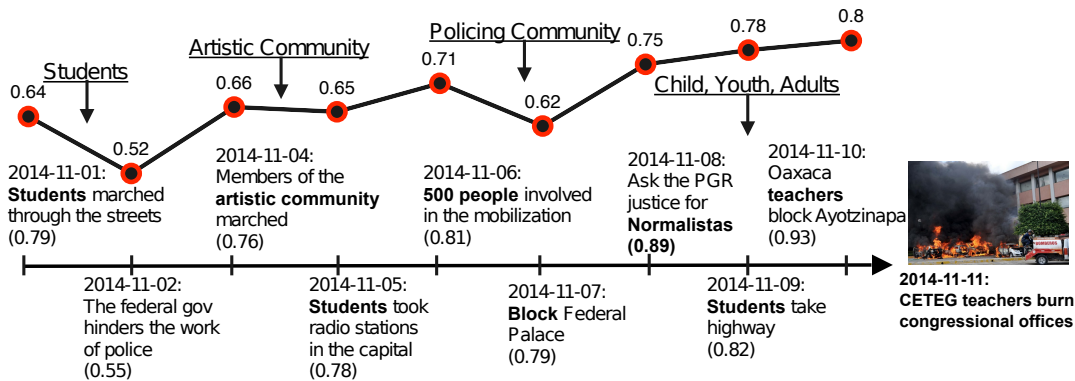 0.64
Students
0.52
0.66
Artistic Community
0.65
0.71
Policing Community
0.62
0.75
0.78
Child, Youth, Adults
0.8
2014-11-01:
Students marched
through the streets
(0.79)
2014-11-02:
The federal gov
hinders the work
of police
(0.55)
2014-11-04:
Members of the
artistic community
marched
(0.76)
2014-11-05:
Students took
radio stations
in the capital
(0.78)
2014-11-06:
500 people involved
in the mobilization
(0.81)
2014-11-07:
Block Federal
Palace
(0.79)
2014-11-08:
Ask the PGR
justice for
Normalistas
(0.89)
2014-11-09:
Students take
highway
(0.82)
2014-11-10:
Oaxaca
teachers
block Ayotzinapa
(0.93)
BOMBEROS
2014-11-11:
CETEG teachers burn
congressional offices